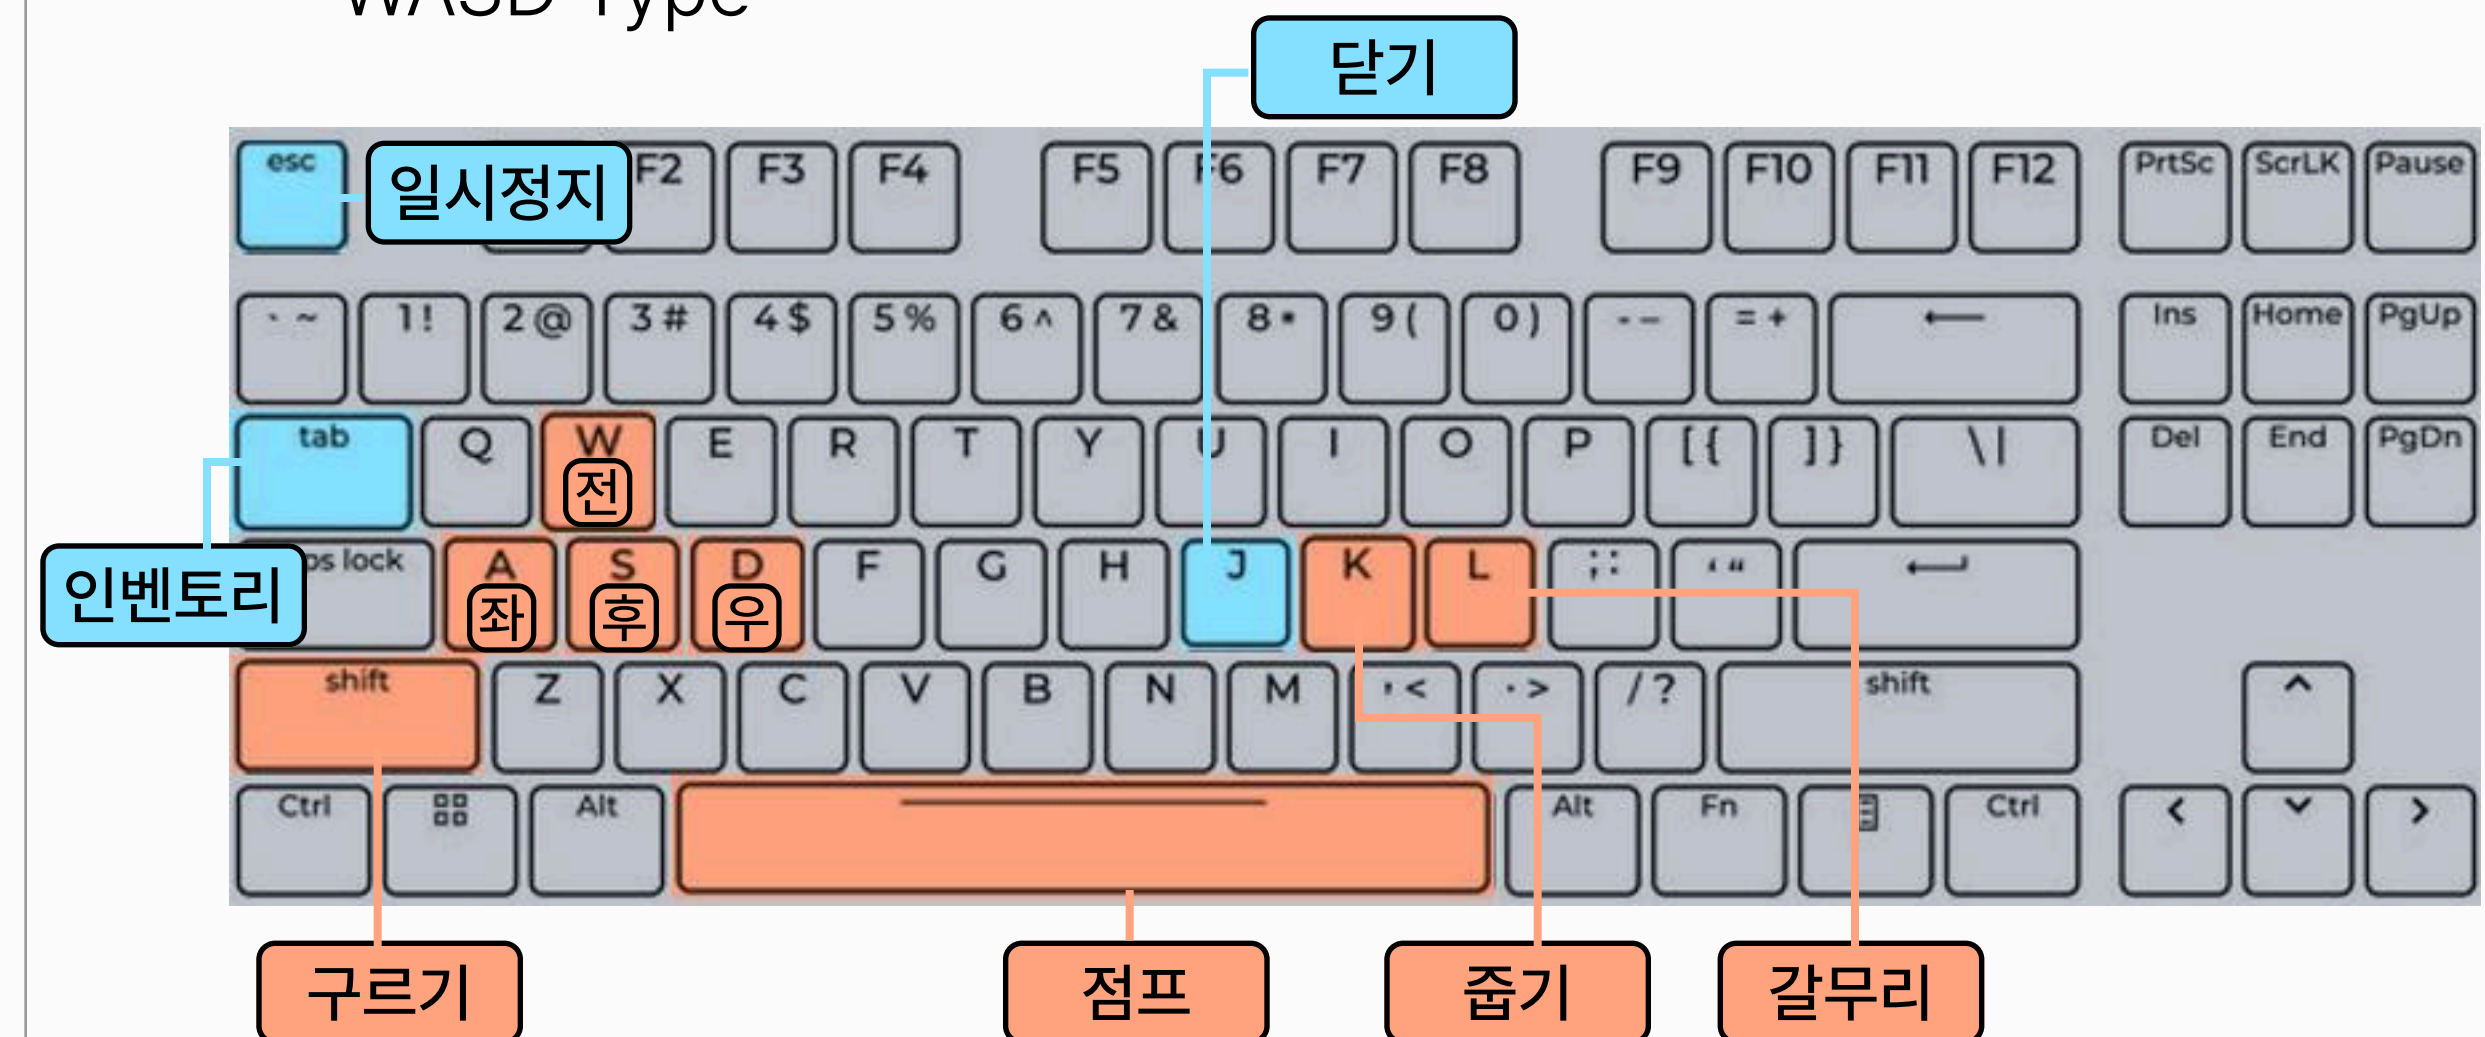 WASD Type
닫기
esc 일시정지 F2 F3 F4 F5 F6 F7 F8 F9 F10 F11 F12 PrtSc ScrLK Pause
` ~ 1 ! 2 @ 3 # 4 $ 5 % 6 ^ 7 & 8 * 9 ( 0 ) - – = + ← Ins Home PgUp
tab Q W E R T Y U I O P [ { ] } \ | Del End PgDn
전
인벤토리 ps lock A S D F G H J K L ; : ‘ “
좌 후 우
shift Z X C V B N M , < . > / ? shift ^
Ctrl Alt Alt Fn Ctrl < v >
구르기 점프 줍기 갈무리